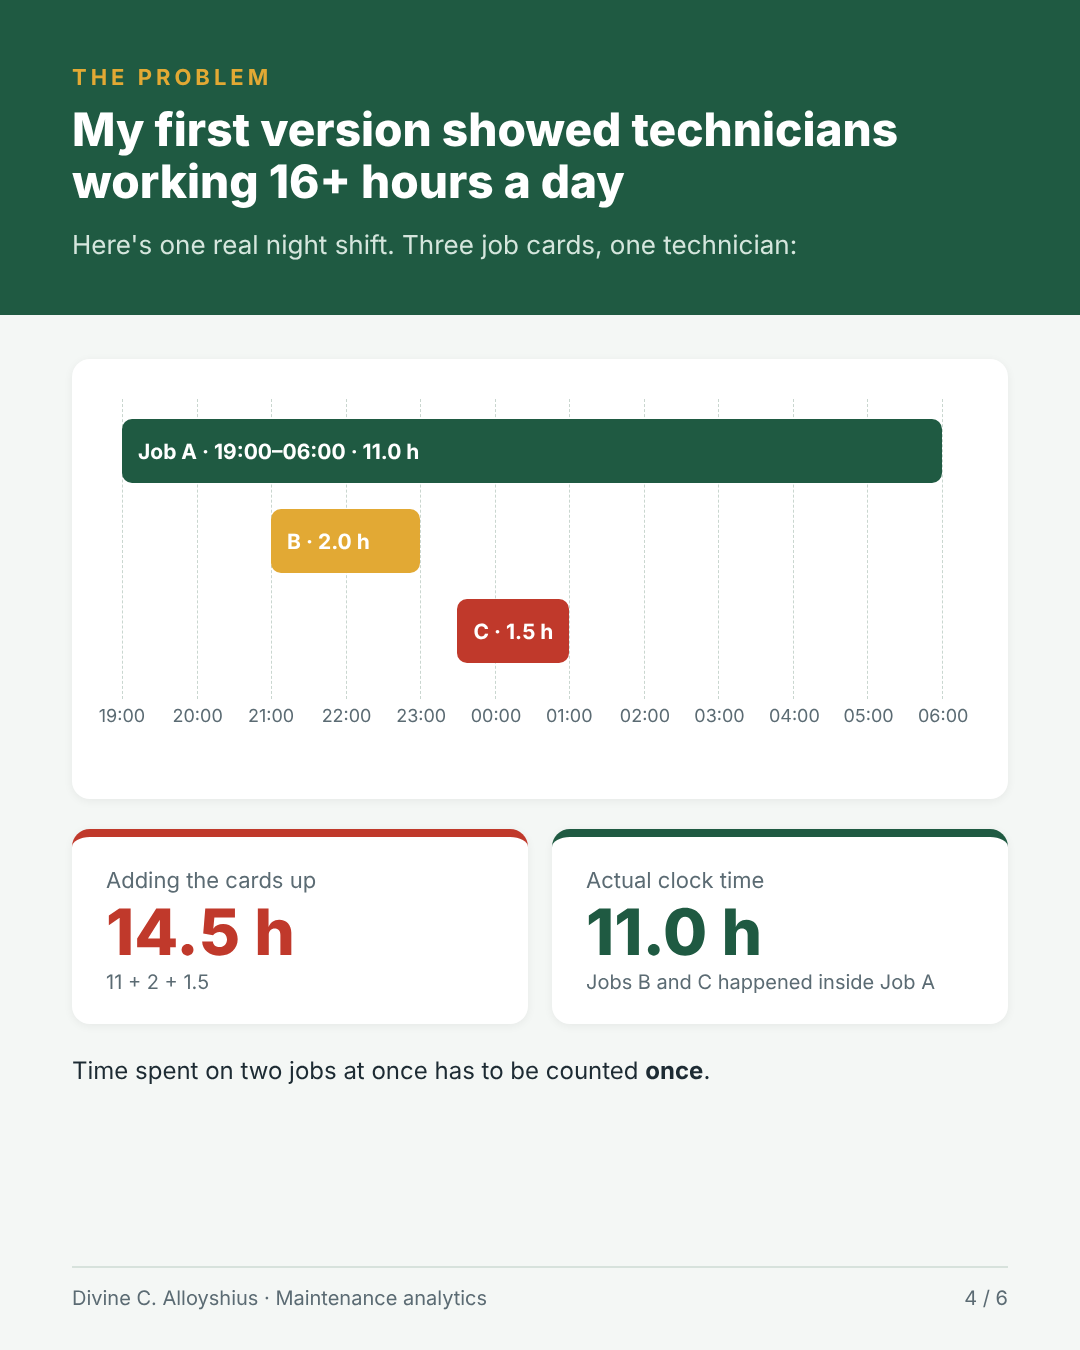 THE PROBLEM
My first version showed technicians
working 16+ hours a day
Here's one real night shift. Three job cards, one technician:
Job A · 19:00–06:00 · 11.0 h
B · 2.0 h
C · 1.5 h
19:00 20:00 21:00 22:00 23:00 00:00 01:00 02:00 03:00 04:00 05:00 06:00
Adding the cards up
14.5 h
11 + 2 + 1.5
Actual clock time
11.0 h
Jobs B and C happened inside Job A
Time spent on two jobs at once has to be counted once.
Divine C. Alloyshius · Maintenance analytics
4 / 6